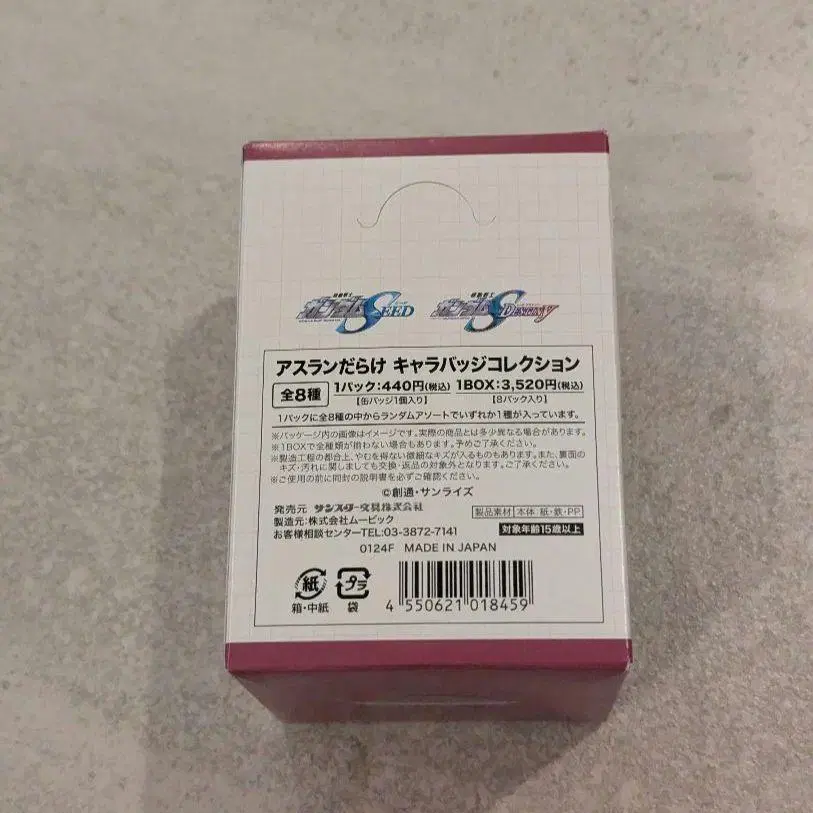 機動戦士
ガンダムSEED
機動戦士
ガンダムSEED DESTINY
アスランだらけ キャラバッジコレクション
全8種
1パック:440円(税込) 1BOX:3,520円(税込)
【缶バッジ1個入り】 【8パック入り】
1パックに全8種の中からランダムアソートでいずれか1種が入っています。
※パッケージ内の画像はイメージです。実際の商品とは多少異なる場合があります。
※1BOXで全種類が揃わない場合もあります。予めご了承ください。
※製造工程の都合上、やむを得ない微細なキズが入るものもあります。また、裏面の
キズ・汚れに関しましても交換・返品の対象外となります。ご了承ください。
※ご使用の前に同封の説明書を必ずご確認ください。
©創通・サンライズ
発売元 サンスター文具株式会社
製造元:株式会社ムービック
お客様相談センターTEL:03-3872-7141
製品素材 本体 紙・鉄・PP
対象年齢15歳以上
0124F MADE IN JAPAN
紙
箱・中紙
プラ
袋
4 550621 018459